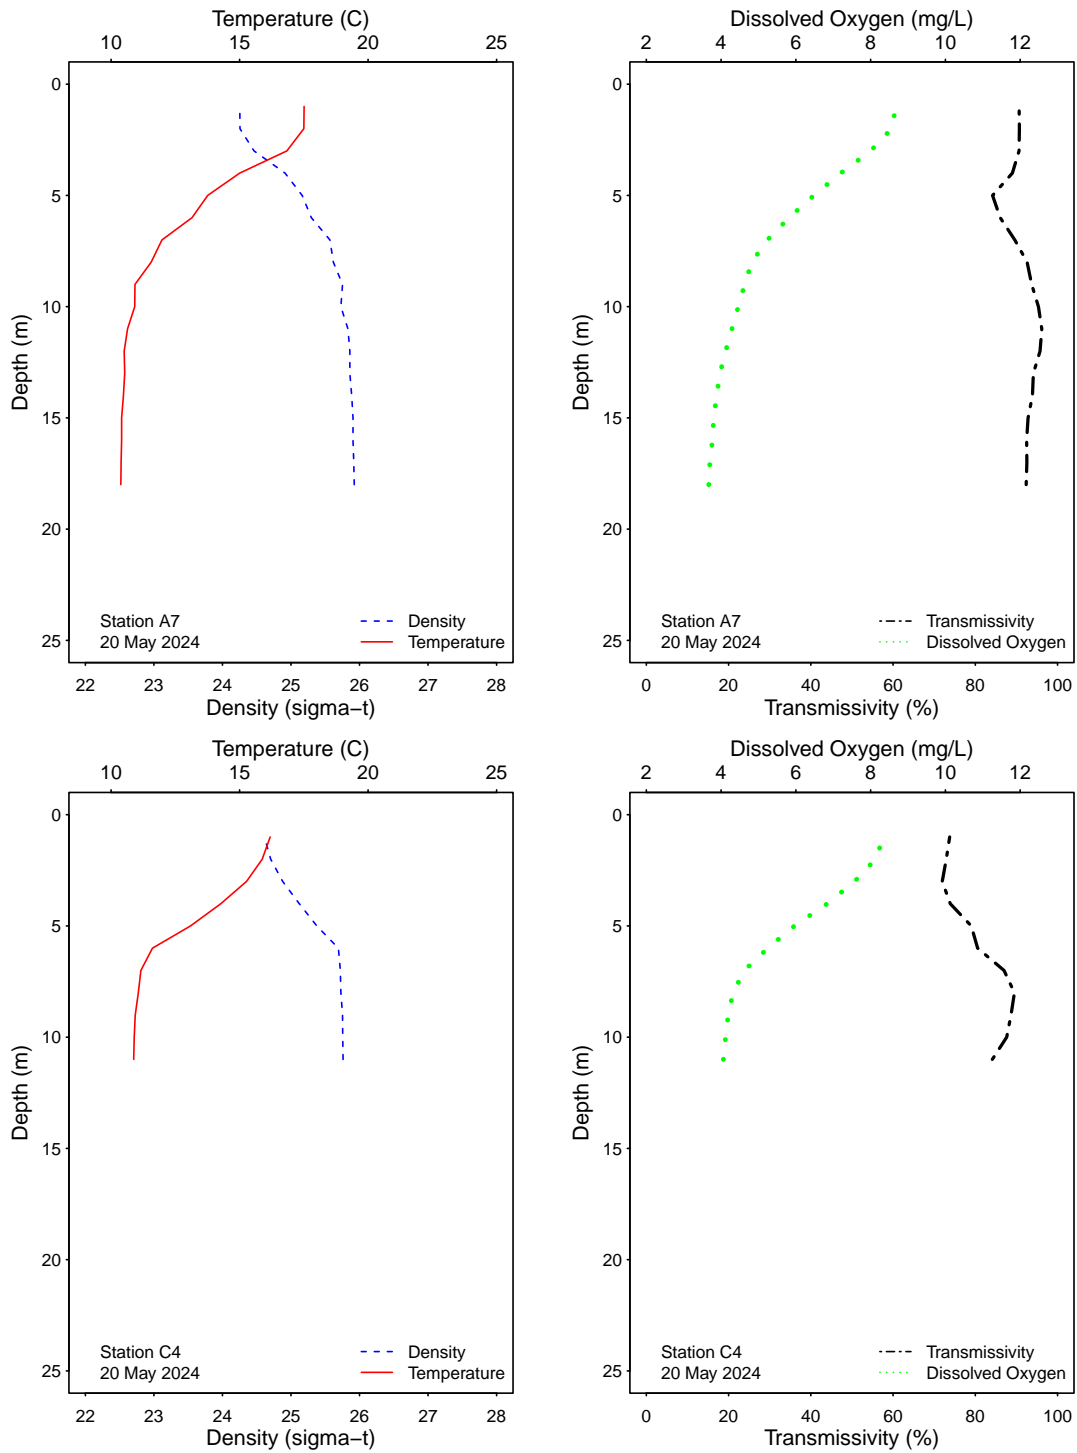 Temperature (C)
10 15 20 25
0
5
10
15
20
25
Depth (m)
Station A7
20 May 2024
Density
Temperature
22 23 24 25 26 27 28
Density (sigma−t)
Dissolved Oxygen (mg/L)
2 4 6 8 10 12
0
5
10
15
20
25
Depth (m)
Station A7
20 May 2024
Transmissivity
Dissolved Oxygen
0 20 40 60 80 100
Transmissivity (%)
Temperature (C)
10 15 20 25
0
5
10
15
20
25
Depth (m)
Station C4
20 May 2024
Density
Temperature
22 23 24 25 26 27 28
Density (sigma−t)
Dissolved Oxygen (mg/L)
2 4 6 8 10 12
0
5
10
15
20
25
Depth (m)
Station C4
20 May 2024
Transmissivity
Dissolved Oxygen
0 20 40 60 80 100
Transmissivity (%)